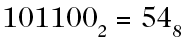 101100₂ = 54₈